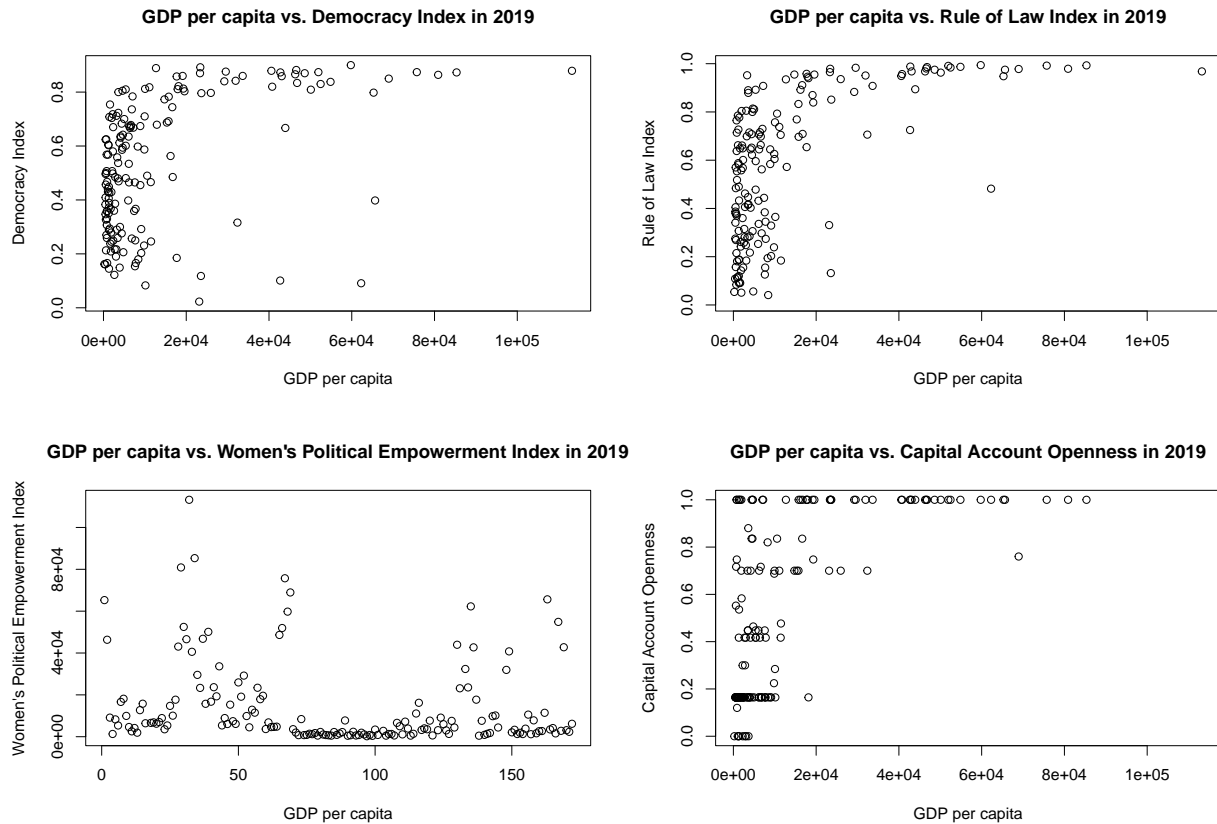 GDP per capita vs. Democracy Index in 2019
Democracy Index
0.8
0.6
0.4
0.2
0.0
0e+00 2e+04 4e+04 6e+04 8e+04 1e+05
GDP per capita
GDP per capita vs. Rule of Law Index in 2019
Rule of Law Index
1.0
0.8
0.6
0.4
0.2
0.0
0e+00 2e+04 4e+04 6e+04 8e+04 1e+05
GDP per capita
GDP per capita vs. Women's Political Empowerment Index in 2019
Women's Political Empowerment Index
8e+04
4e+04
0e+00
0 50 100 150
GDP per capita
GDP per capita vs. Capital Account Openness in 2019
Capital Account Openness
1.0
0.8
0.6
0.4
0.2
0.0
0e+00 2e+04 4e+04 6e+04 8e+04 1e+05
GDP per capita